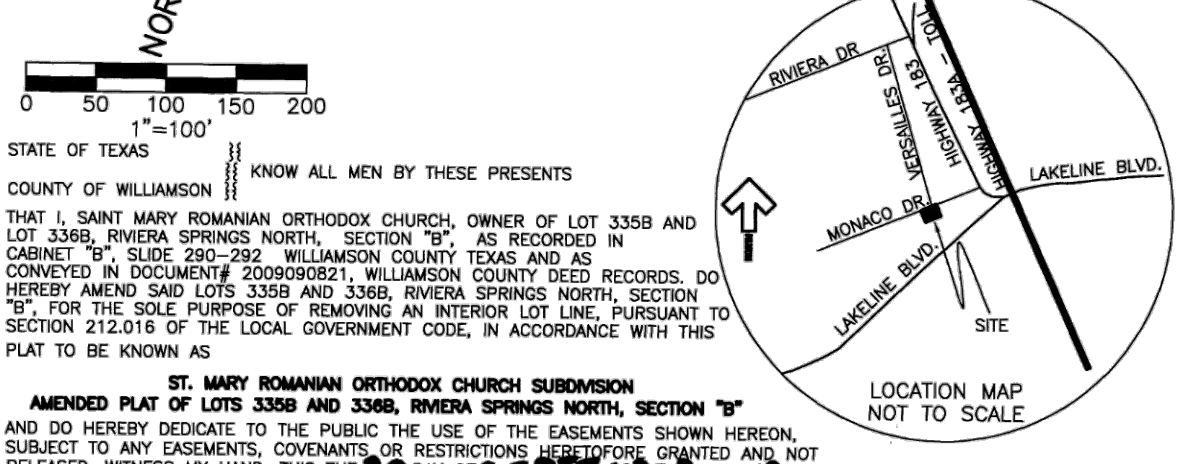 NOR
0 50 100 150 200
1"=100'
STATE OF TEXAS
COUNTY OF WILLIAMSON
KNOW ALL MEN BY THESE PRESENTS
THAT I, SAINT MARY ROMANIAN ORTHODOX CHURCH, OWNER OF LOT 335B AND
LOT 336B, RIVIERA SPRINGS NORTH, SECTION "B", AS RECORDED IN
CABINET "B", SLIDE 290-292 WILLIAMSON COUNTY TEXAS AND AS
CONVEYED IN DOCUMENT# 2009090821, WILLIAMSON COUNTY DEED RECORDS. DO
HEREBY AMEND SAID LOTS 335B AND 336B, RIVIERA SPRINGS NORTH, SECTION
"B", FOR THE SOLE PURPOSE OF REMOVING AN INTERIOR LOT LINE, PURSUANT TO
SECTION 212.016 OF THE LOCAL GOVERNMENT CODE, IN ACCORDANCE WITH THIS
PLAT TO BE KNOWN AS
ST. MARY ROMANIAN ORTHODOX CHURCH SUBDIVISION
AMENDED PLAT OF LOTS 335B AND 336B, RIVIERA SPRINGS NORTH, SECTION "B"
AND DO HEREBY DEDICATE TO THE PUBLIC THE USE OF THE EASEMENTS SHOWN HEREON,
SUBJECT TO ANY EASEMENTS, COVENANTS OR RESTRICTIONS HERETOFORE GRANTED AND NOT
RELEASED. WITNESS MY HAND, THIS THE
RIVIERA DR
VERSAILLES DR.
HIGHWAY 183
HIGHWAY 183A - TOLL
LAKELINE BLVD.
MONACO DR.
LAKELINE BLVD.
SITE
LOCATION MAP
NOT TO SCALE